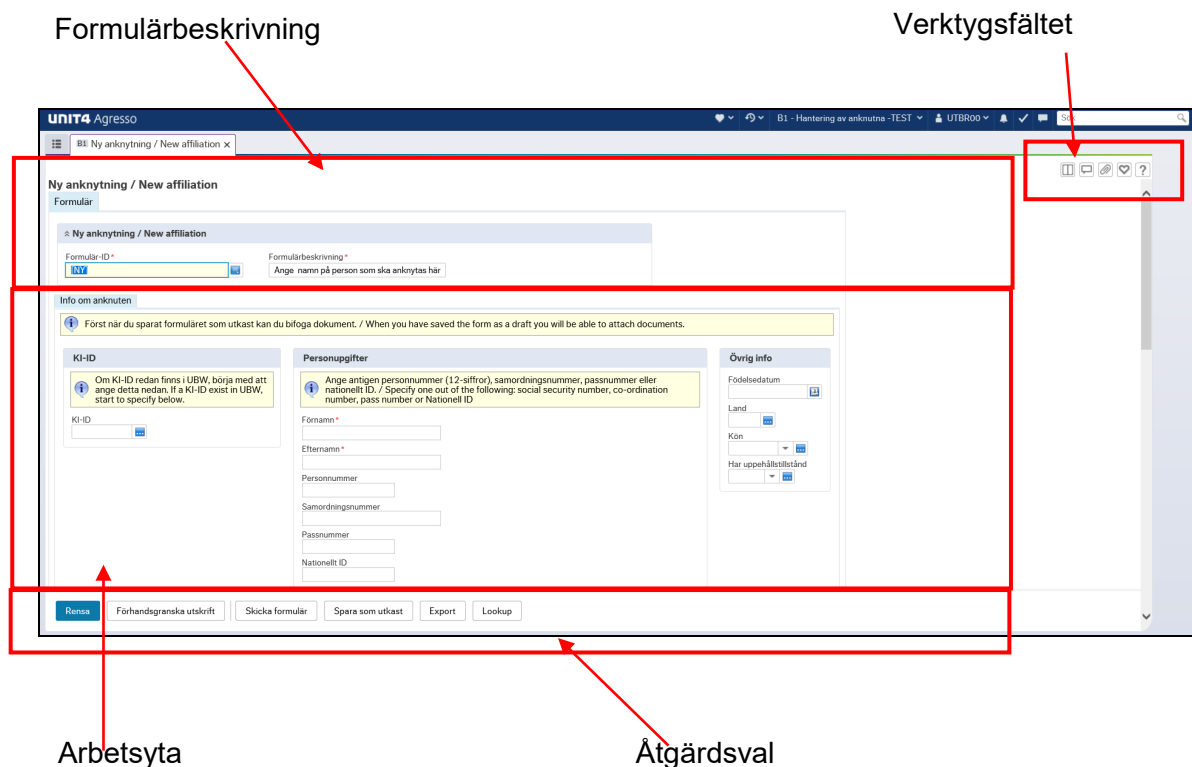 Formulärbeskrivning
Verktygsfältet
UNIT4 Agresso
B1 - Hantering av anknutna -TEST
UTBR00
Sök
B1 Ny anknytning / New affiliation x
?
Ny anknytning / New affiliation
Formulär
Ny anknytning / New affiliation
Formulär-ID*
Formulärbeskrivning*
[NY]
Ange namn på person som ska anknytas här
Info om anknuten
Först när du sparat formuläret som utkast kan du bifoga dokument. / When you have saved the form as a draft you will be able to attach documents.
KI-ID
Om KI-ID redan finns i UBW, börja med att
ange detta nedan. If a KI-ID exist in UBW,
start to specify below.
KI-ID
Personuppgifter
Ange antigen personnummer (12-siffror), samordningsnummer, passnummer eller
nationellt ID. / Specify one out of the following: social security number, co-ordination
number, pass number or Nationell ID
Förnamn*
Efternamn*
Personnummer
Samordningsnummer
Passnummer
Nationellt ID
Övrig info
Födelsedatum
Land
Kön
Har uppehållstillstånd
Rensa
Förhandsgranska utskrift
Skicka formulär
Spara som utkast
Export
Lookup
Arbetsyta
Åtgärdsval